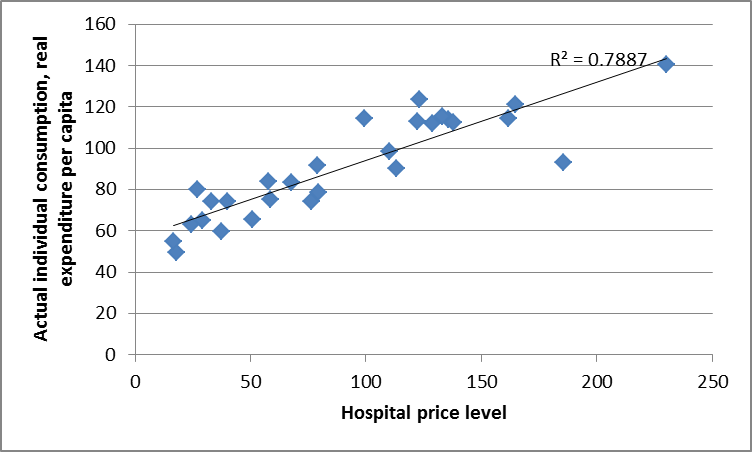 160
140
120
100
80
60
40
20
0
R² = 0.7887
Actual individual consumption, real
expenditure per capita
0 50 100 150 200 250
Hospital price level